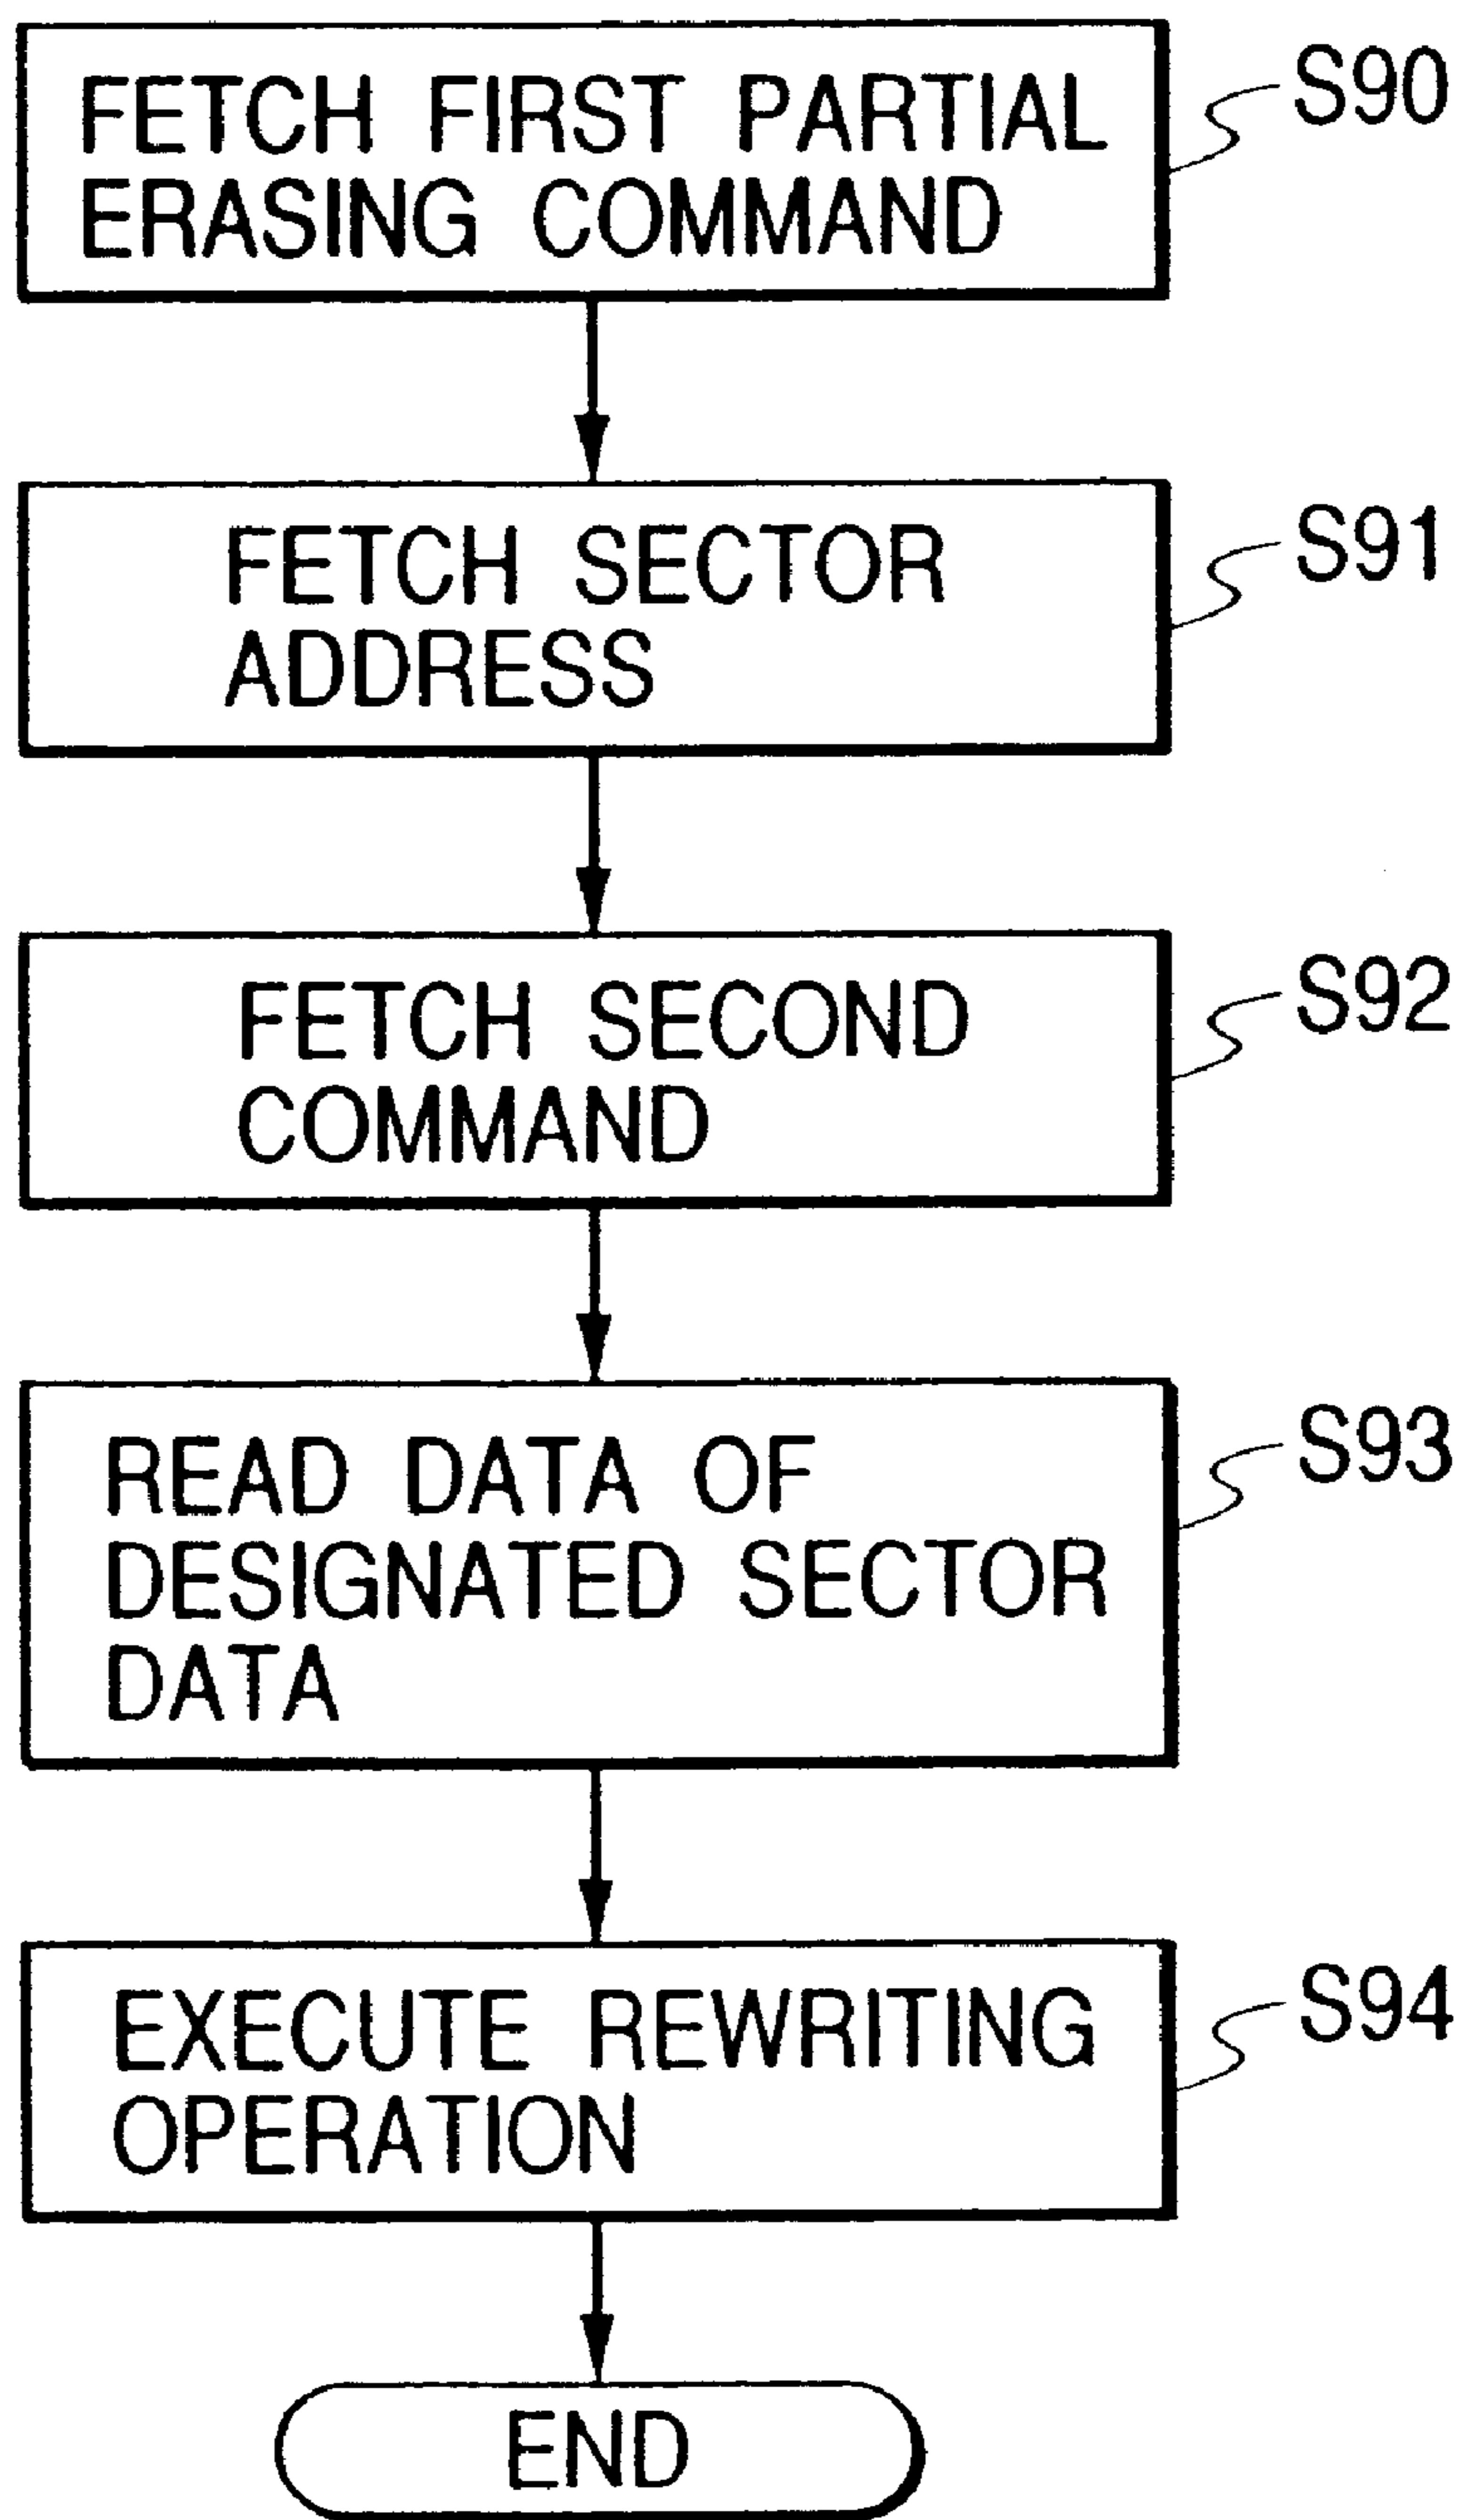 FETCH FIRST PARTIAL
ERASING COMMAND
S90
FETCH SECTOR
ADDRESS
S91
FETCH SECOND
COMMAND
S92
READ DATA OF
DESIGNATED SECTOR
DATA
S93
EXECUTE REWRITING
OPERATION
S94
END